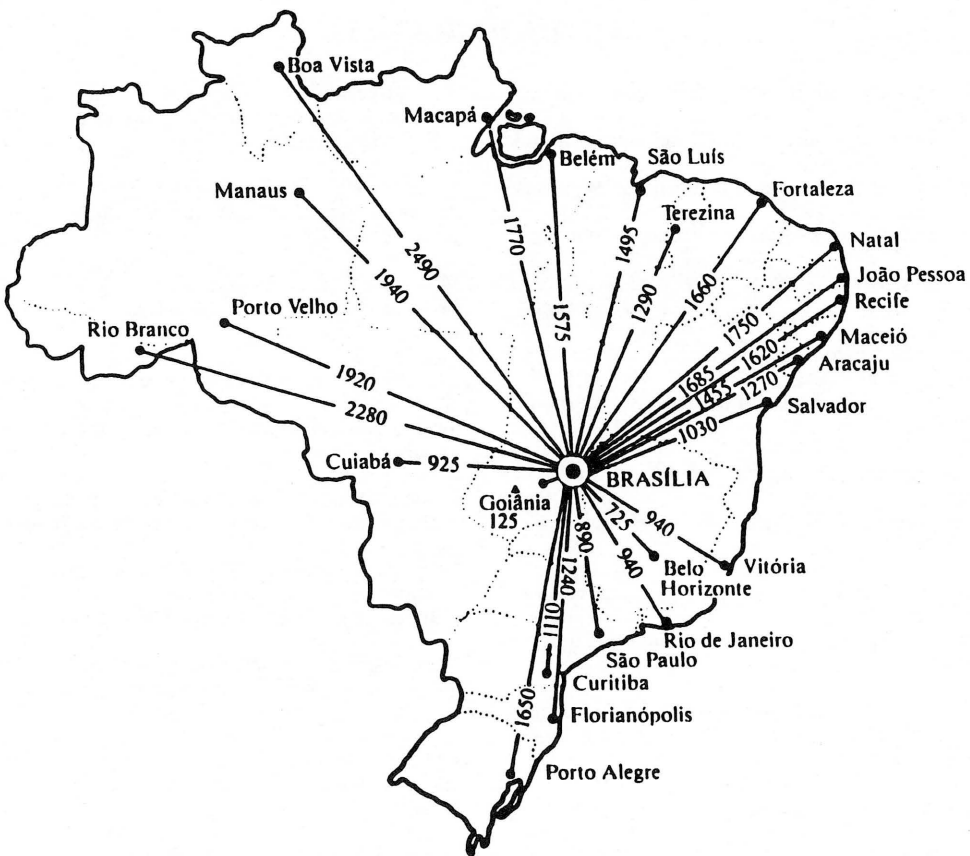 Boa Vista
Macapá
Belém
São Luís
Fortaleza
Manaus
Terezina
Natal
João Pessoa
Recife
Porto Velho
Rio Branco
Maceió
Aracaju
Salvador
2490
1770
1495
1940
1290
1660
1575
1750
1620
1685
1455
1270
1030
1920
2280
Cuiabá
925
BRASÍLIA
Goiânia
125
725
940
890
940
1240
Belo
Horizonte
Vitória
1110
Rio de Janeiro
São Paulo
Curitiba
1650
Florianópolis
Porto Alegre